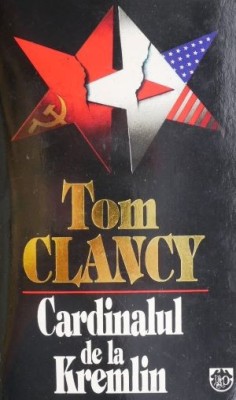 Tom
CLANCY
Cardinalul
de la
Kremlin